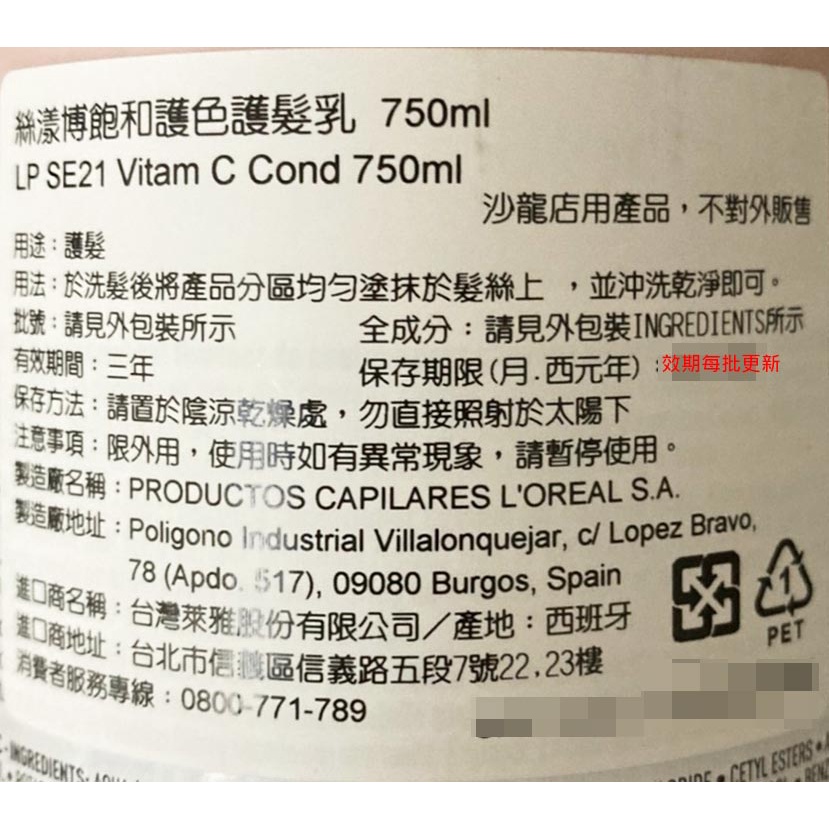 絲漾博飽和護色護髮乳 750ml
LP SE21 Vitam C Cond 750ml
沙龍店用產品，不對外販售
用途：護髮
用法：於洗髮後將產品分區均勻塗抹於髮絲上 ，並沖洗乾淨即可。
批號：請見外包裝所示 全成分：請見外包裝INGREDIENTS所示
有效期間：三年 保存期限(月.西元年)：效期每批更新
保存方法：請置於陰涼乾燥處，勿直接照射於太陽下
注意事項：限外用，使用時如有異常現象，請暫停使用。
製造廠名稱：PRODUCTOS CAPILARES L'OREAL S.A.
製造廠地址：Poligono Industrial Villalonquejar, c/ Lopez Bravo,
78 (Apdo. 517), 09080 Burgos, Spain
進口商名稱：台灣萊雅股份有限公司／產地：西班牙
進口商地址：台北市信義區信義路五段7號22,23樓
消費者服務專線：0800-771-789
PET
INGREDIENTS: CETYL ESTERS •